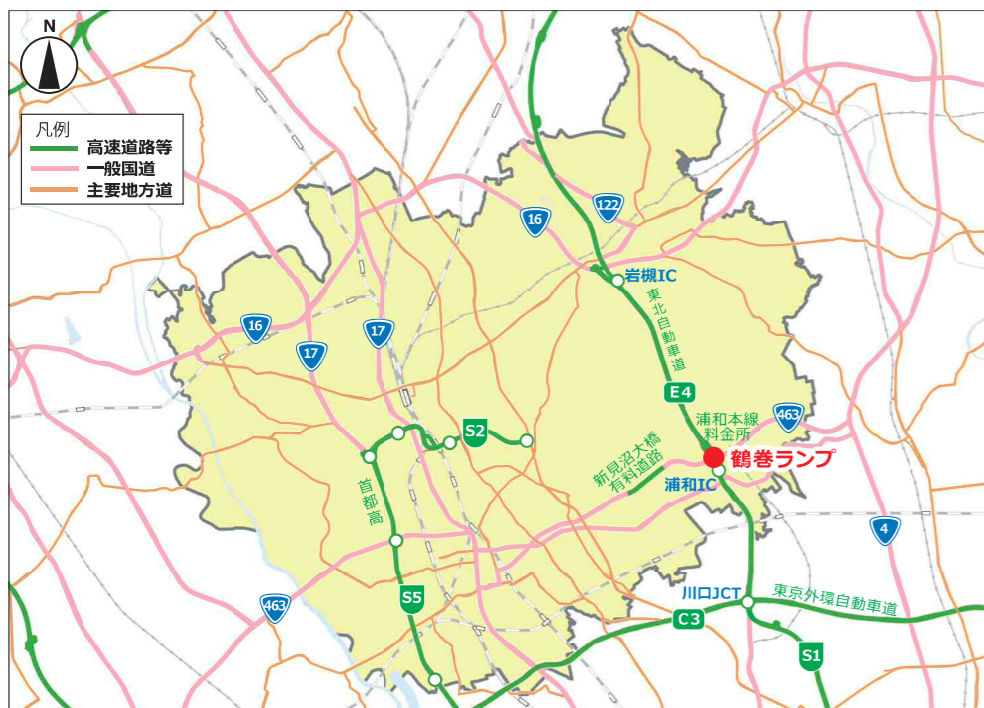 N
凡例
高速道路等
一般国道
主要地方道
122
16
岩槻IC
東北自動車道
16
17
17
E4
浦和本線
料金所
463
S2
鶴巻ランプ
新見沼大橋
有料道路
浦和IC
首都高
4
川口JCT
東京外環自動車道
463
S5
C3
S1